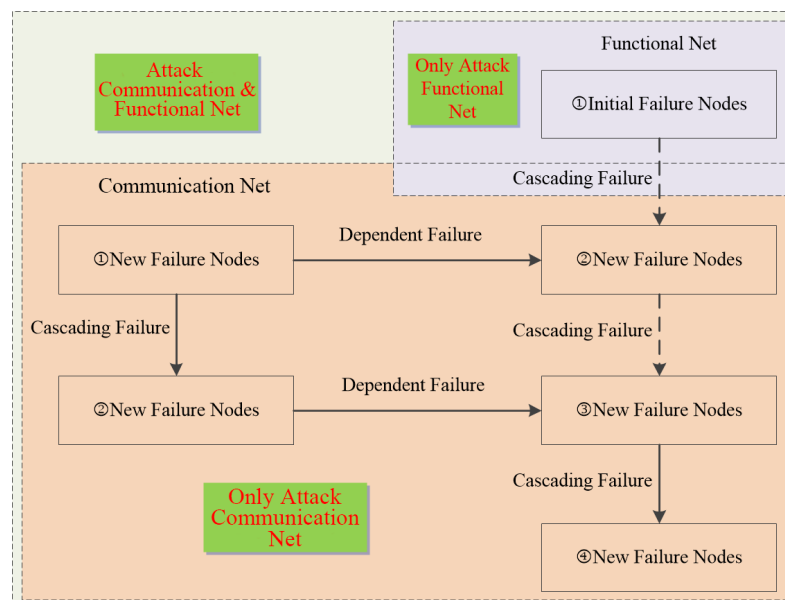 Functional Net
Attack
Communication &
Functional Net
Only Attack
Functional
Net
①Initial Failure Nodes
Cascading Failure
Communication Net
①New Failure Nodes
Dependent Failure
②New Failure Nodes
Cascading Failure
Cascading Failure
②New Failure Nodes
Dependent Failure
③New Failure Nodes
Only Attack
Communication
Net
Cascading Failure
④New Failure Nodes